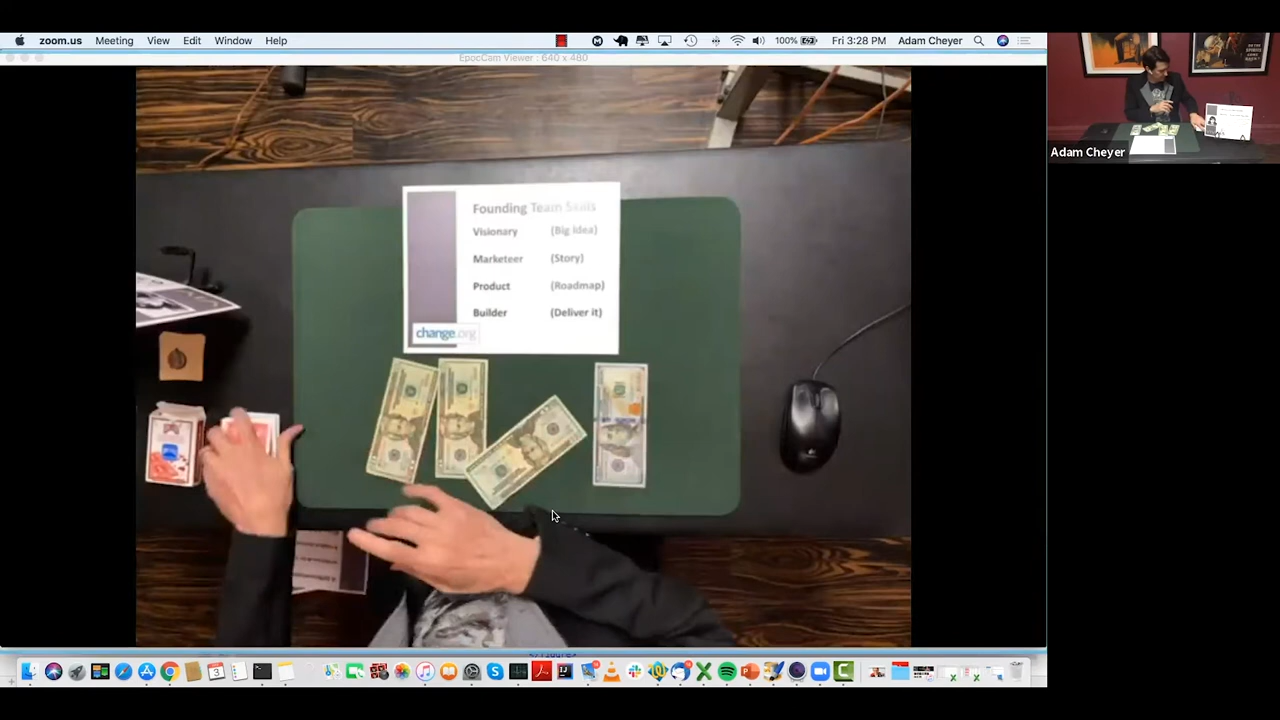 zoom.us Meeting View Edit Window Help 100% Fri 3:28 PM Adam Cheyer
EpocCam Viewer : 640 x 480
Founding Team Skills
Visionary (Big Idea)
Marketeer (Story)
Product (Roadmap)
Builder (Deliver it)
change.org
Adam Cheyer